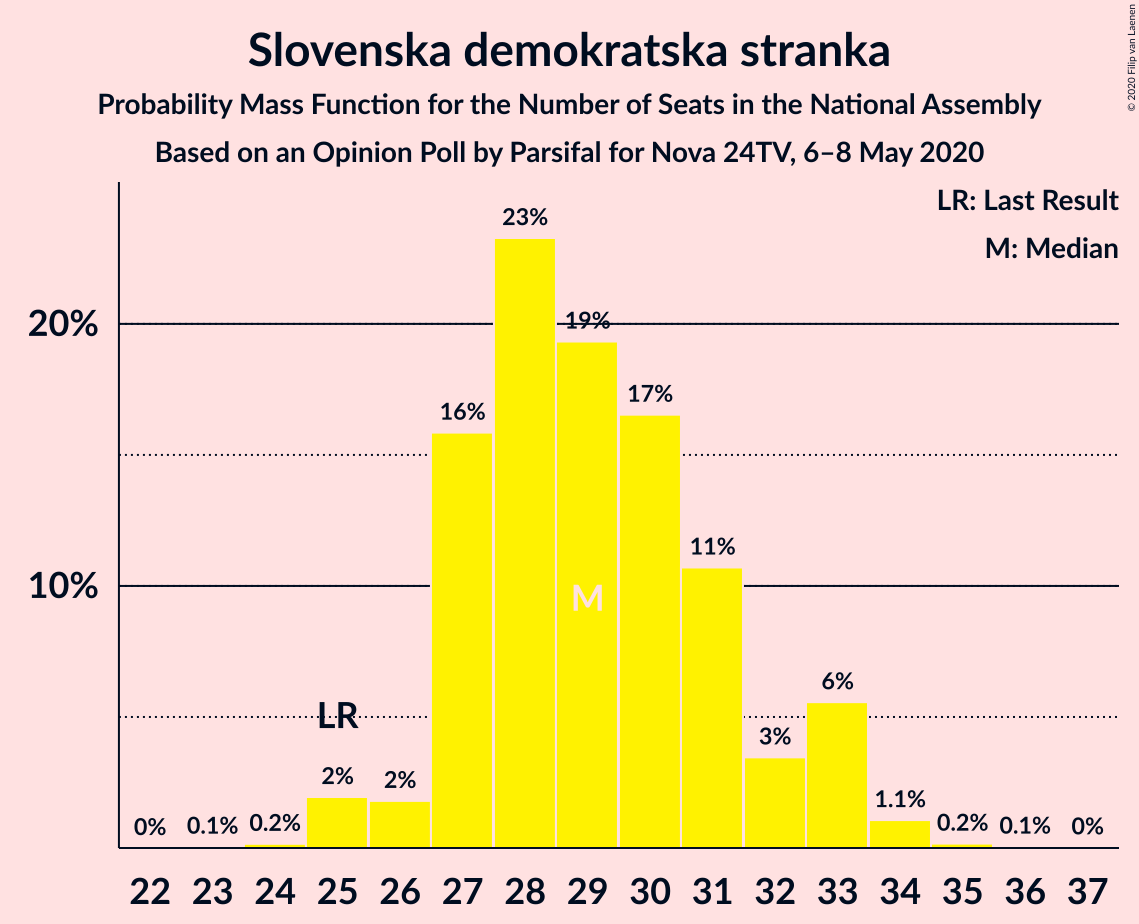 Slovenska demokratska stranka
Probability Mass Function for the Number of Seats in the National Assembly
Based on an Opinion Poll by Parsifal for Nova 24TV, 6–8 May 2020
© 2020 Filip van Laenen
LR: Last Result
M: Median
20%
10%
0%
0.1%
0.2%
2%
2%
16%
23%
19%
17%
11%
3%
6%
1.1%
0.2%
0.1%
0%
LR
M
22 23 24 25 26 27 28 29 30 31 32 33 34 35 36 37